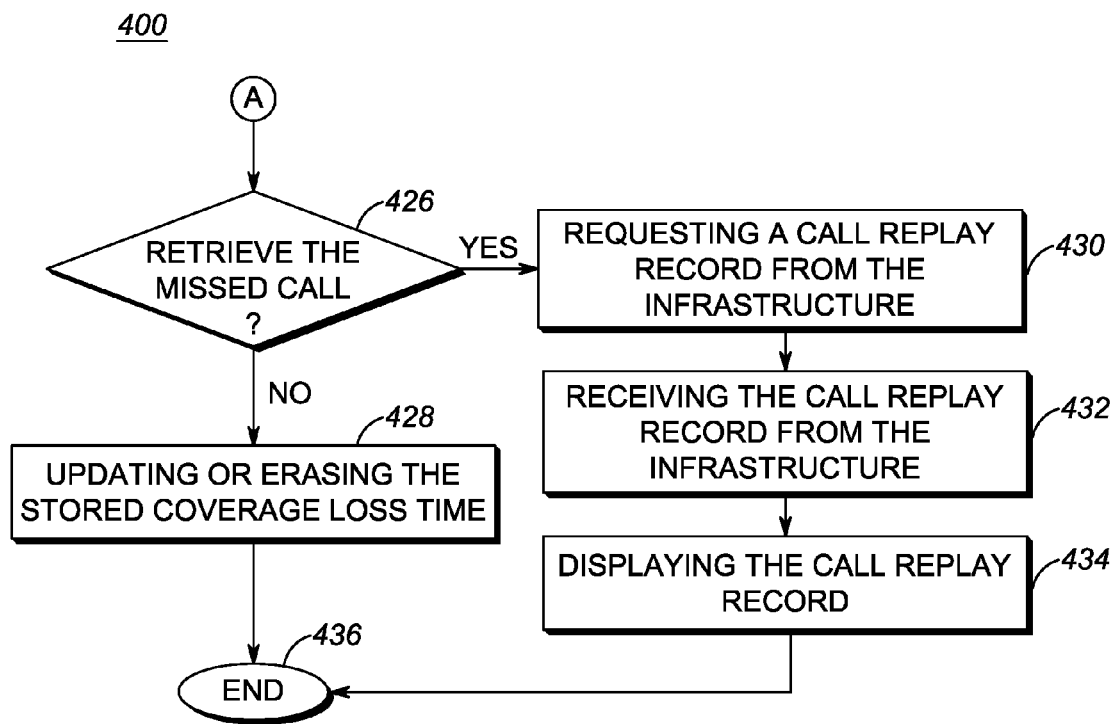 400
A
426
RETRIEVE THE
MISSED CALL
?
YES
NO
REQUESTING A CALL REPLAY
RECORD FROM THE
INFRASTRUCTURE
430
RECEIVING THE CALL REPLAY
RECORD FROM THE
INFRASTRUCTURE
432
428
UPDATING OR ERASING THE
STORED COVERAGE LOSS TIME
DISPLAYING THE CALL REPLAY
RECORD
434
436
END